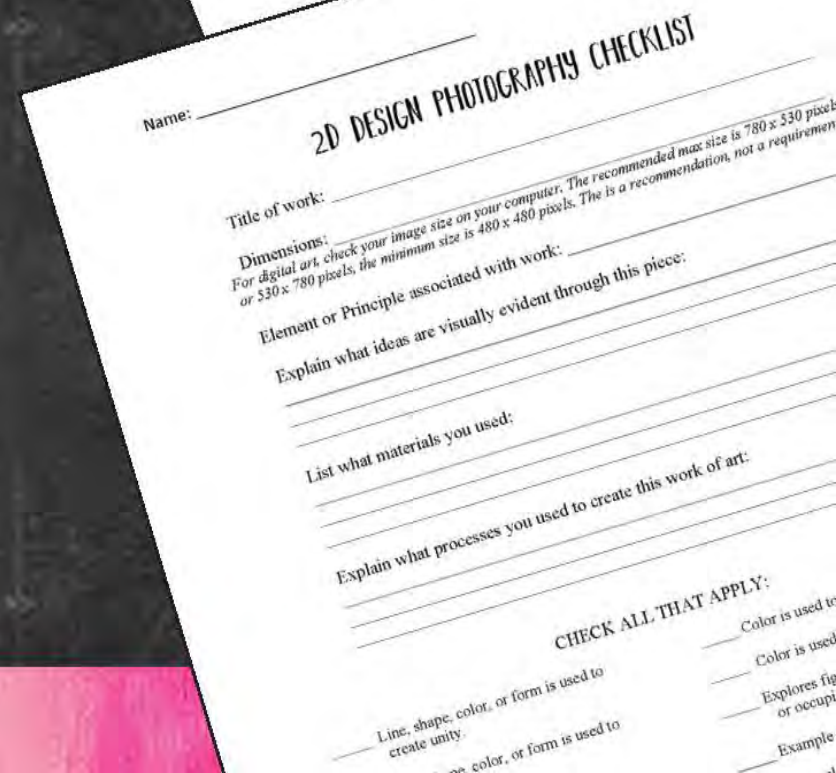 Name:
2D DESIGN PHOTOGRAPHY CHECKLIST
Title of work:
Dimensions:
For digital art, check your image size on your computer. The recommended max size is 780 x 530 pixels
or 530 x 780 pixels, the minimum size is 480 x 480 pixels. The is a recommendation, not a requirement
Element or Principle associated with work:
Explain what ideas are visually evident through this piece:
List what materials you used:
Explain what processes you used to create this work of art:
CHECK ALL THAT APPLY:
Line, shape, color, or form is used to
create unity.
color, or form is used to
Color is used to
Color is used
Explores
or
Example